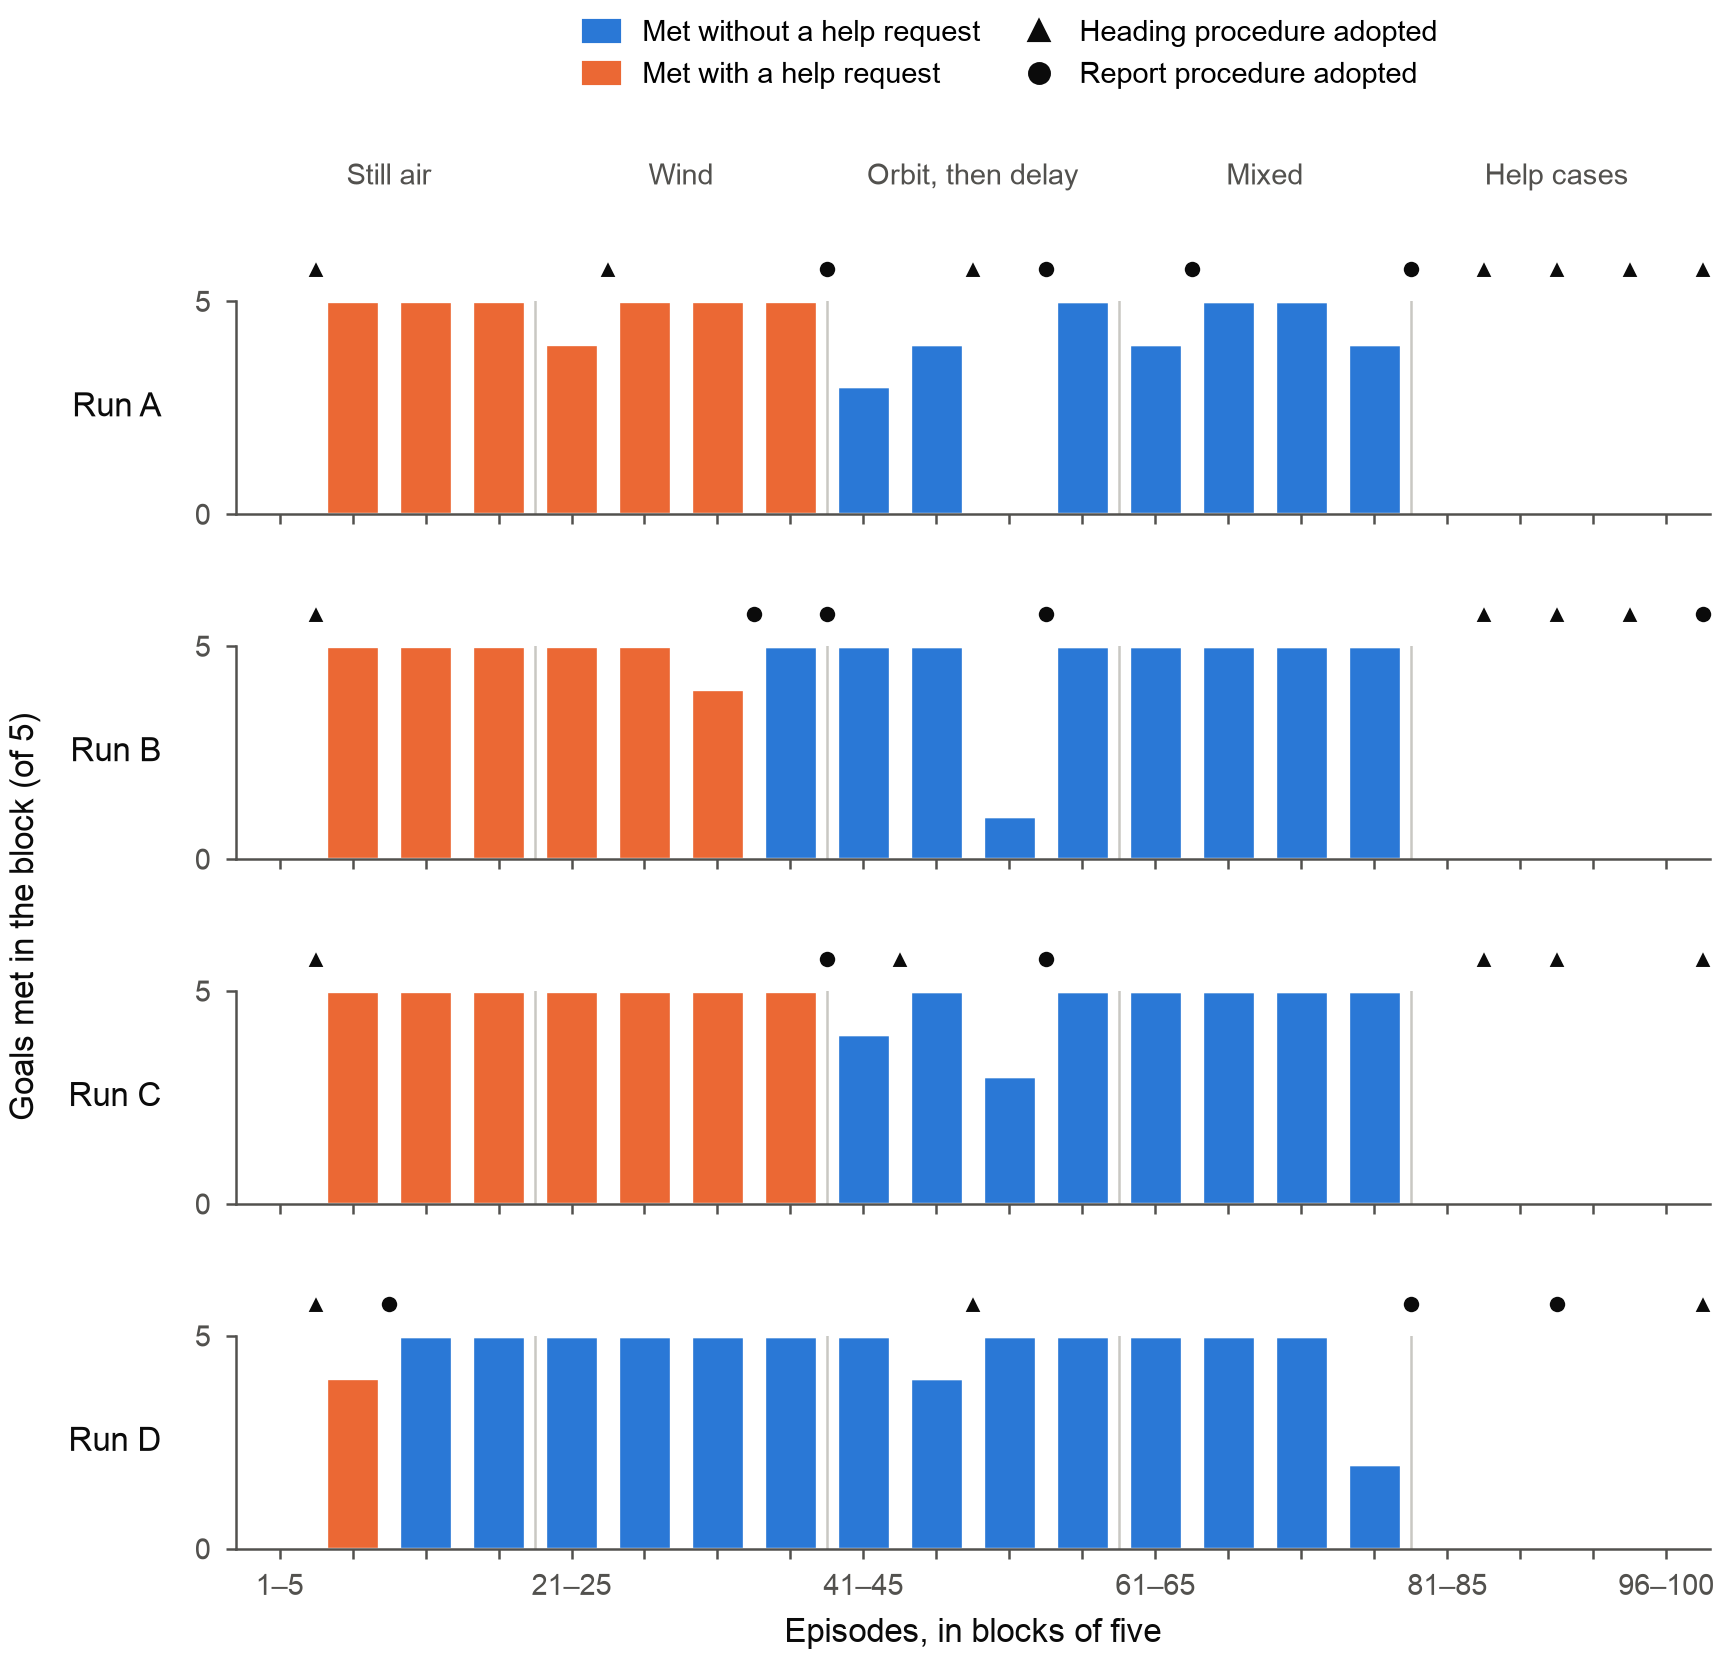 Met without a help request
Met with a help request
Heading procedure adopted
Report procedure adopted
Still air
Wind
Orbit, then delay
Mixed
Help cases
Goals met in the block (of 5)
Run A
5
0
Run B
5
0
Run C
5
0
Run D
5
0
1–5
21–25
41–45
61–65
81–85
96–100
Episodes, in blocks of five